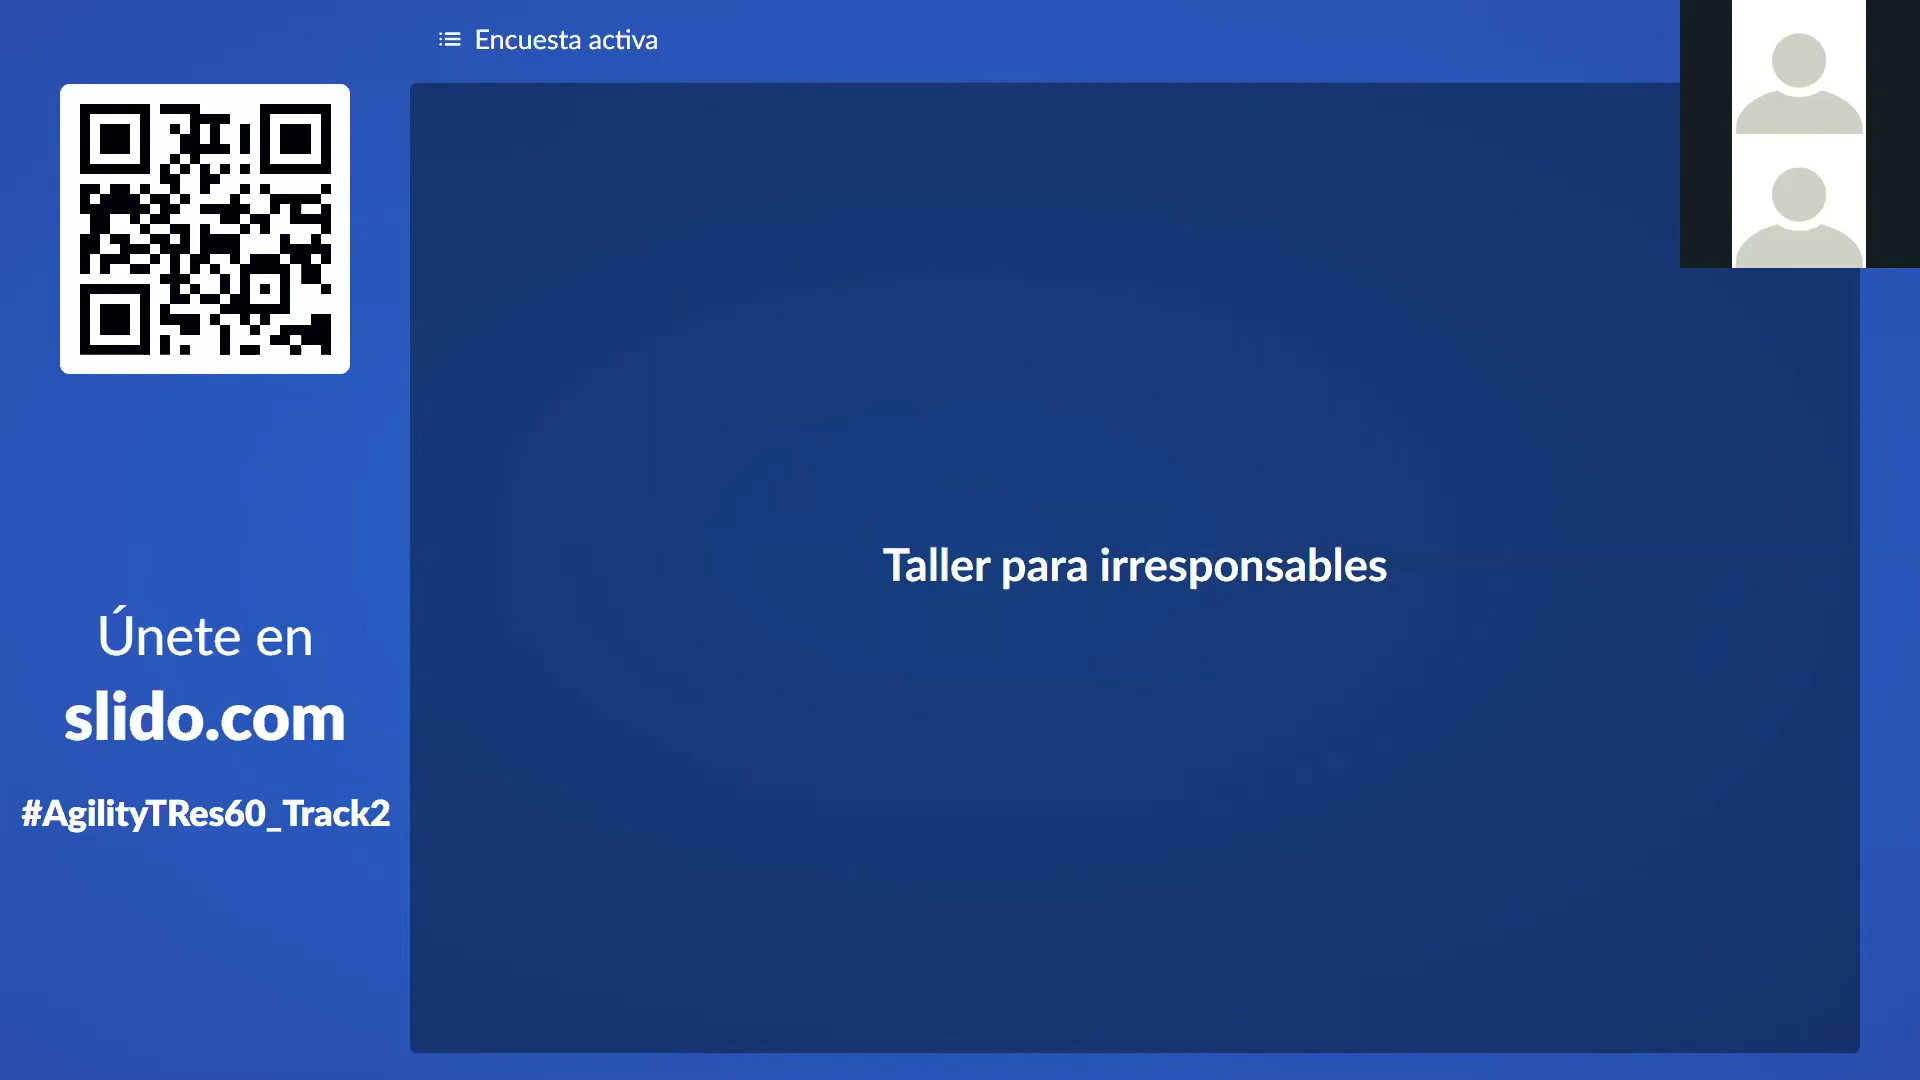 Encuesta activa
Únete en
slido.com
#AgilityTRes60_Track2
Taller para irresponsables